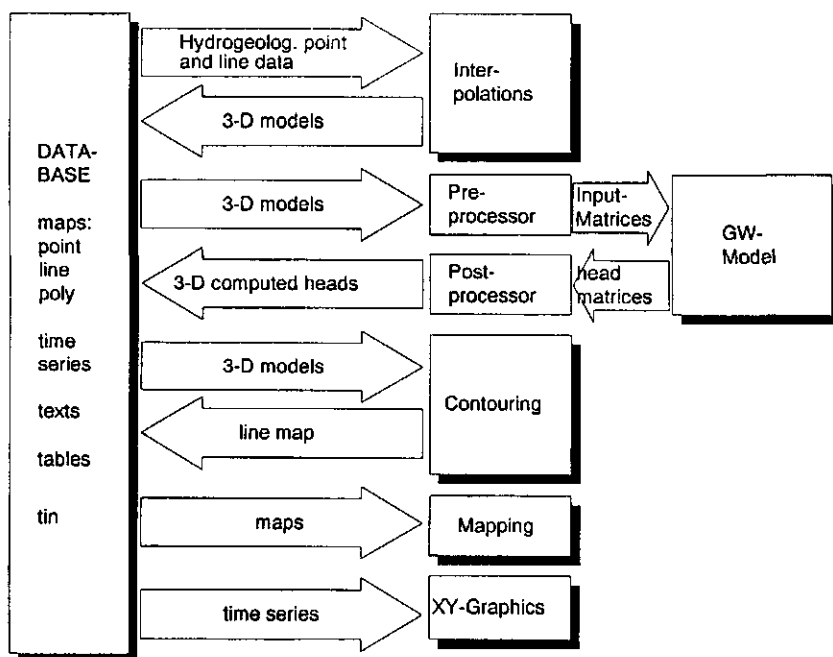 DATA-
BASE
maps:
point
line
poly
time
series
texts
tables
tin
Hydrogeolog. point
and line data
Inter-
polations
3-D models
3-D models
Pre-
processor
Input-
Matrices
GW-
Model
3-D computed heads
Post-
processor
head
matrices
3-D models
Contouring
line map
maps
Mapping
time series
XY-Graphics